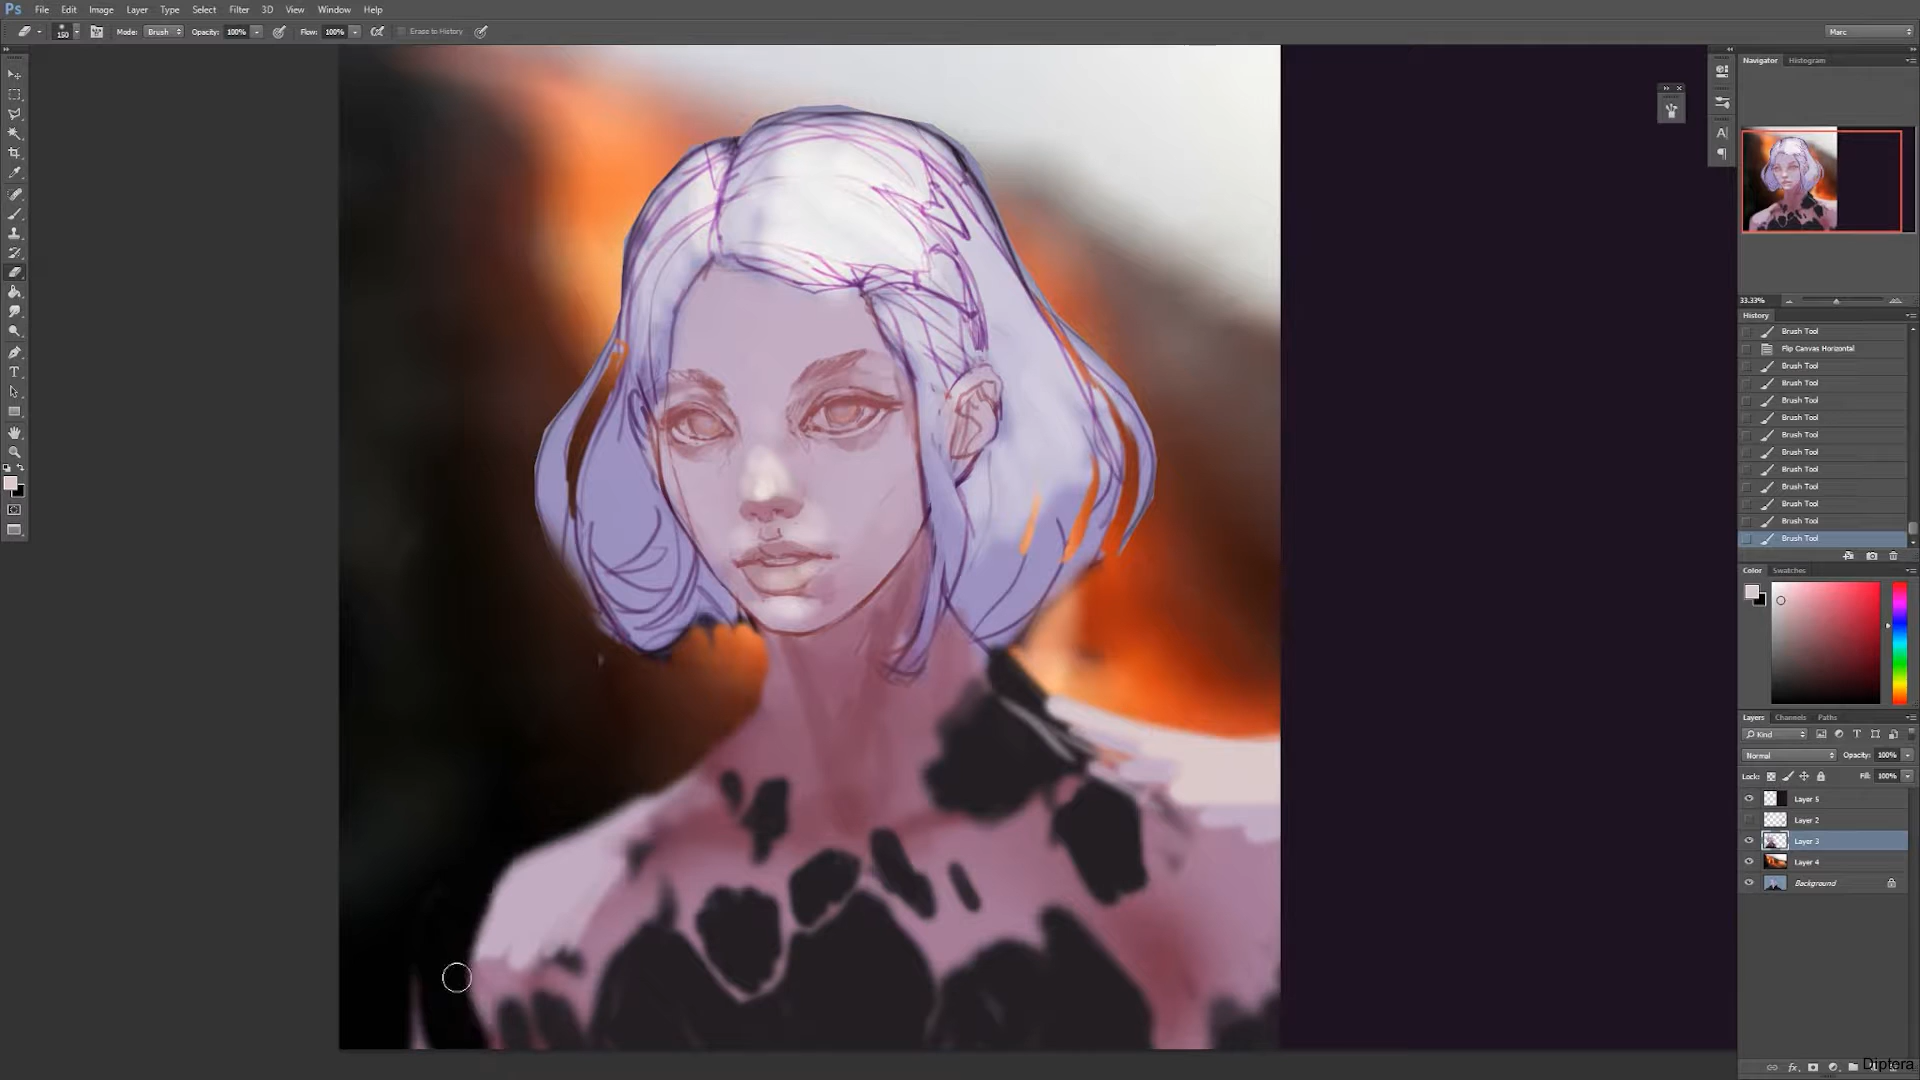 Ps File Edit Image Layer Type Select Filter 3D View Window Help
150 Mode: Brush Opacity: 100% Flow: 100% Erase to History Marc
Navigator Histogram
A
33.33%
History
Brush Tool
Flip Canvas Horizontal
Brush Tool
Brush Tool
Brush Tool
Brush Tool
Brush Tool
Brush Tool
Brush Tool
Brush Tool
Brush Tool
Brush Tool
Brush Tool
Color Swatches
Layers Channels Paths
Kind
Normal Opacity: 100%
Lock: Fill: 100%
Layer 5
Layer 2
Layer 3
Layer 4
Background
fx
Diptera